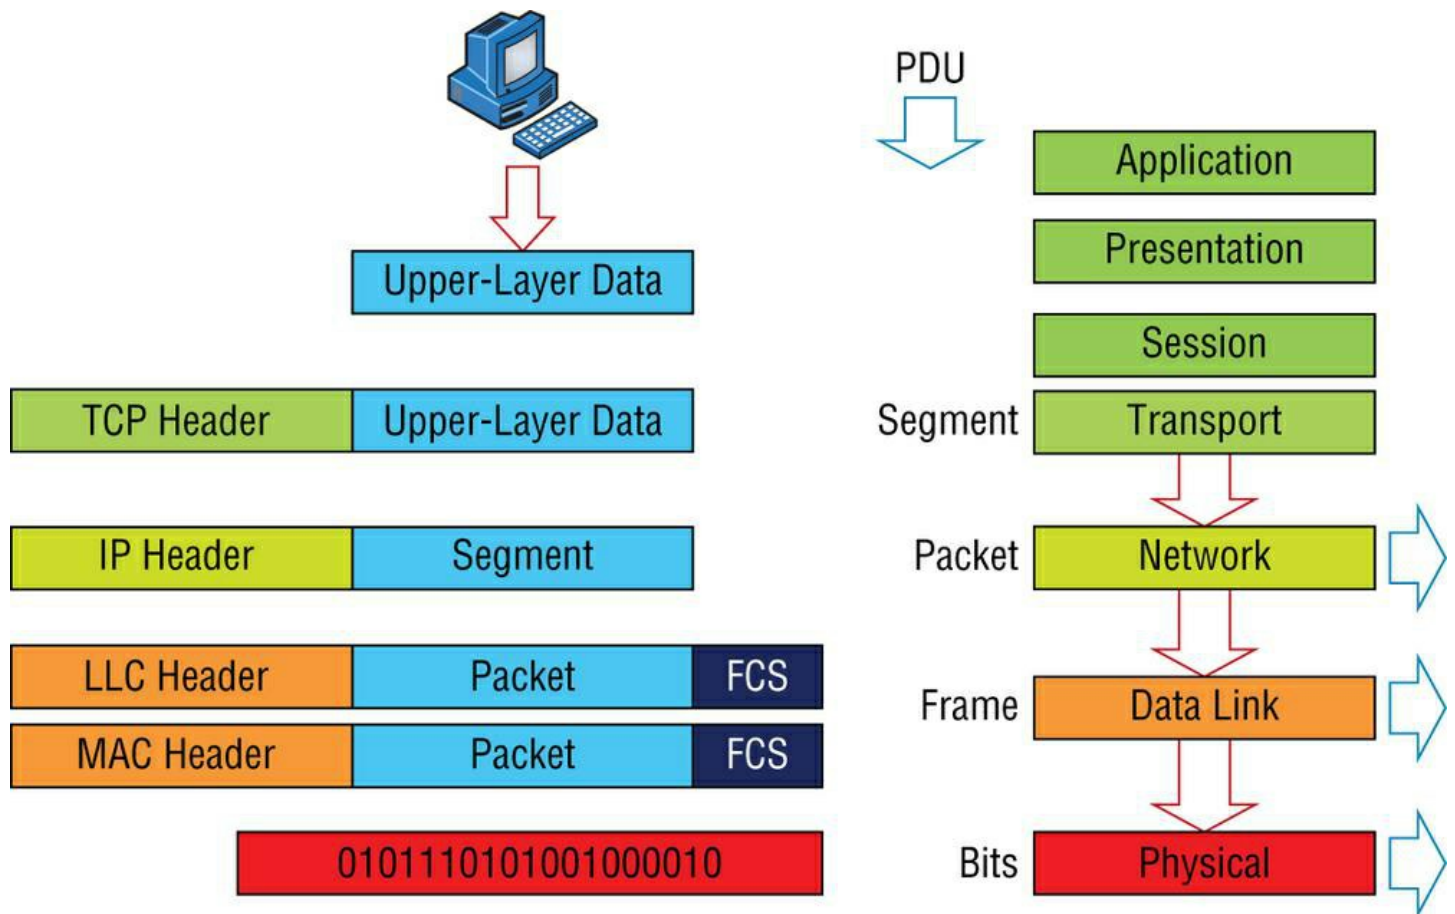 PDU
Application
Presentation
Upper-Layer Data
Session
TCP Header Upper-Layer Data
Segment Transport
IP Header Segment
Packet Network
LLC Header Packet FCS
Frame Data Link
MAC Header Packet FCS
0101110101001000010
Bits Physical